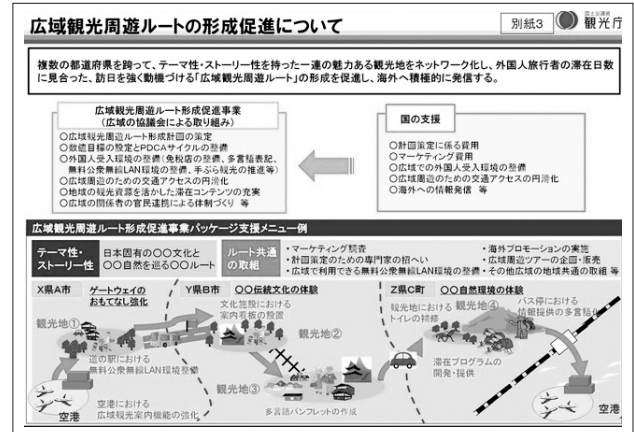 広域観光周遊ルートの形成促進について
別紙3
国土交通省
観光庁
複数の都道府県を跨って、テーマ性・ストーリー性を持った一連の魅力ある観光地をネットワーク化し、外国人旅行者の滞在日数
に見合った、訪日を強く動機づける「広域観光周遊ルート」の形成を促進し、海外へ積極的に発信する。
広域観光周遊ルート形成促進事業
(広域の協議会による取り組み)
○広域観光周遊ルート形成計画の策定
○数値目標の設定とPDCAサイクルの整備
○外国人受入環境の整備(免税店の整備、多言語表記、
無料公衆無線LAN環境の整備、手ぶら観光の推進等)
○広域周遊のための交通アクセスの円滑化
○地域の観光資源を活かした滞在コンテンツの充実
○広域の関係者の官民連携による体制づくり 等
国の支援
○計画策定に係る費用
○マーケティング費用
○広域での外国人受入環境の整備
○広域周遊のための交通アクセスの円滑化
○海外への情報発信 等
広域観光周遊ルート形成促進事業パッケージ支援メニュー例
テーマ性・
ストーリー性
日本固有の○○文化と
○○自然を巡る○○ルート
ルート共通
の取組
・マーケティング調査
・計画策定のための専門家の招へい
・広域で利用できる無料公衆無線LAN環境の整備
・海外プロモーションの実施
・広域周遊ツアーの企画・販売
・その他広域の地域共通の取組 等
X県A市
ゲートウェイの
おもてなし強化
Y県B市
○○伝統文化の体験
Z県C町
○○自然環境の体験
文化施設における
案内看板の設置
観光地における
トイレの補修
バス停における
情報提供の多言語化
観光地①
観光地②
観光地③
観光地④
道の駅における
無料公衆無線LAN環境整備
滞在プログラムの
開発・提供
空港
空港における
広域観光案内機能の強化
多言語パンフレットの作成
空港